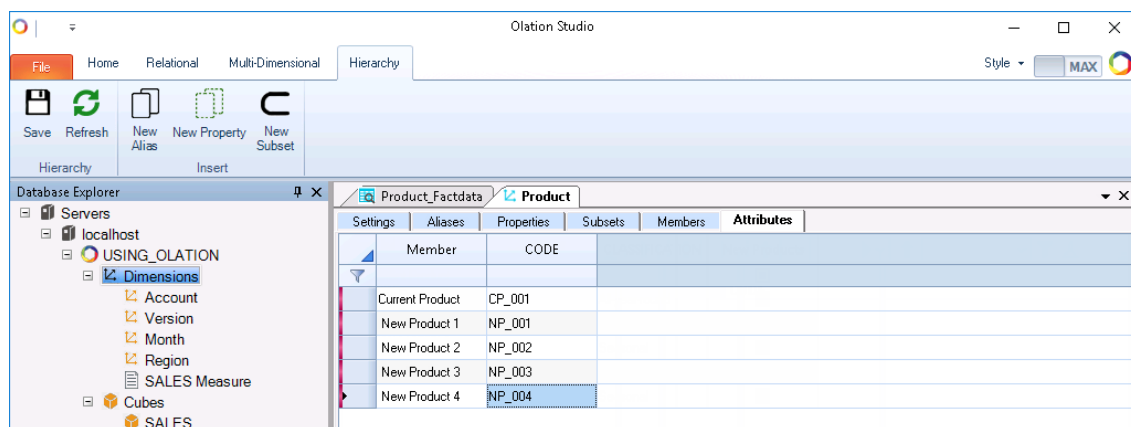 Olation Studio
File Home Relational Multi-Dimensional Hierarchy Style MAX
Save Refresh New Alias New Property New Subset
Hierarchy Insert
Database Explorer
Servers
localhost
USING_OLATION
Dimensions
Account
Version
Month
Region
SALES Measure
Cubes
SALES
Product_Factdata Product
Settings Aliases Properties Subsets Members Attributes
Member CODE
Current Product CP_001
New Product 1 NP_001
New Product 2 NP_002
New Product 3 NP_003
New Product 4 NP_004